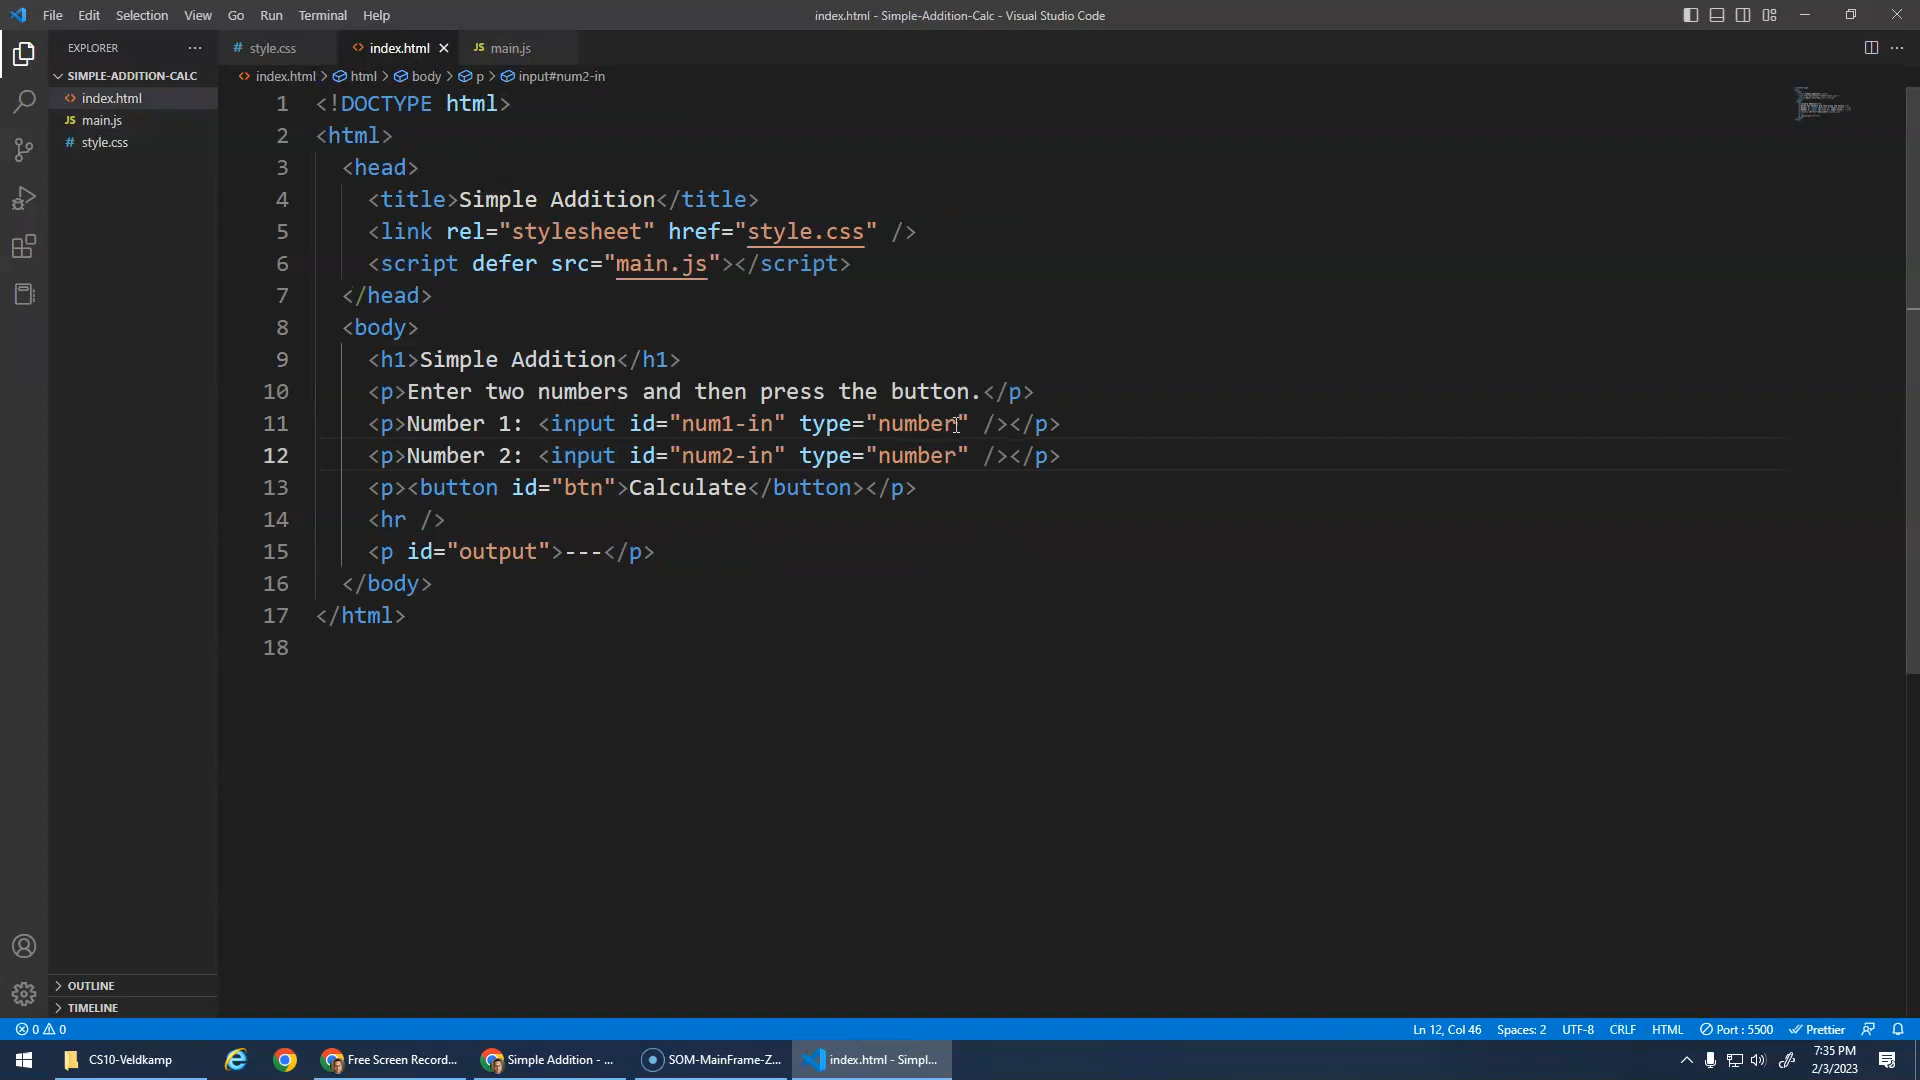 File Edit Selection View Go Run Terminal Help
index.html - Simple-Addition-Calc - Visual Studio Code
EXPLORER
SIMPLE-ADDITION-CALC
index.html
JS main.js
# style.css
OUTLINE
TIMELINE
# style.css <> index.html JS main.js
<> index.html > html > body > p > input#num2-in
1 <!DOCTYPE html>
2 <html>
3 <head>
4 <title>Simple Addition</title>
5 <link rel="stylesheet" href="style.css" />
6 <script defer src="main.js"></script>
7 </head>
8 <body>
9 <h1>Simple Addition</h1>
10 <p>Enter two numbers and then press the button.</p>
11 <p>Number 1: <input id="num1-in" type="number" /></p>
12 <p>Number 2: <input id="num2-in" type="number" /></p>
13 <p><button id="btn">Calculate</button></p>
14 <hr />
15 <p id="output">---</p>
16 </body>
17 </html>
18
0 0 Ln 12, Col 46 Spaces: 2 UTF-8 CRLF HTML Port : 5500 Prettier
CS10-Veldkamp Free Screen Record... Simple Addition - ... SOM-MainFrame-Z... index.html - Simpl... 7:35 PM
2/3/2023